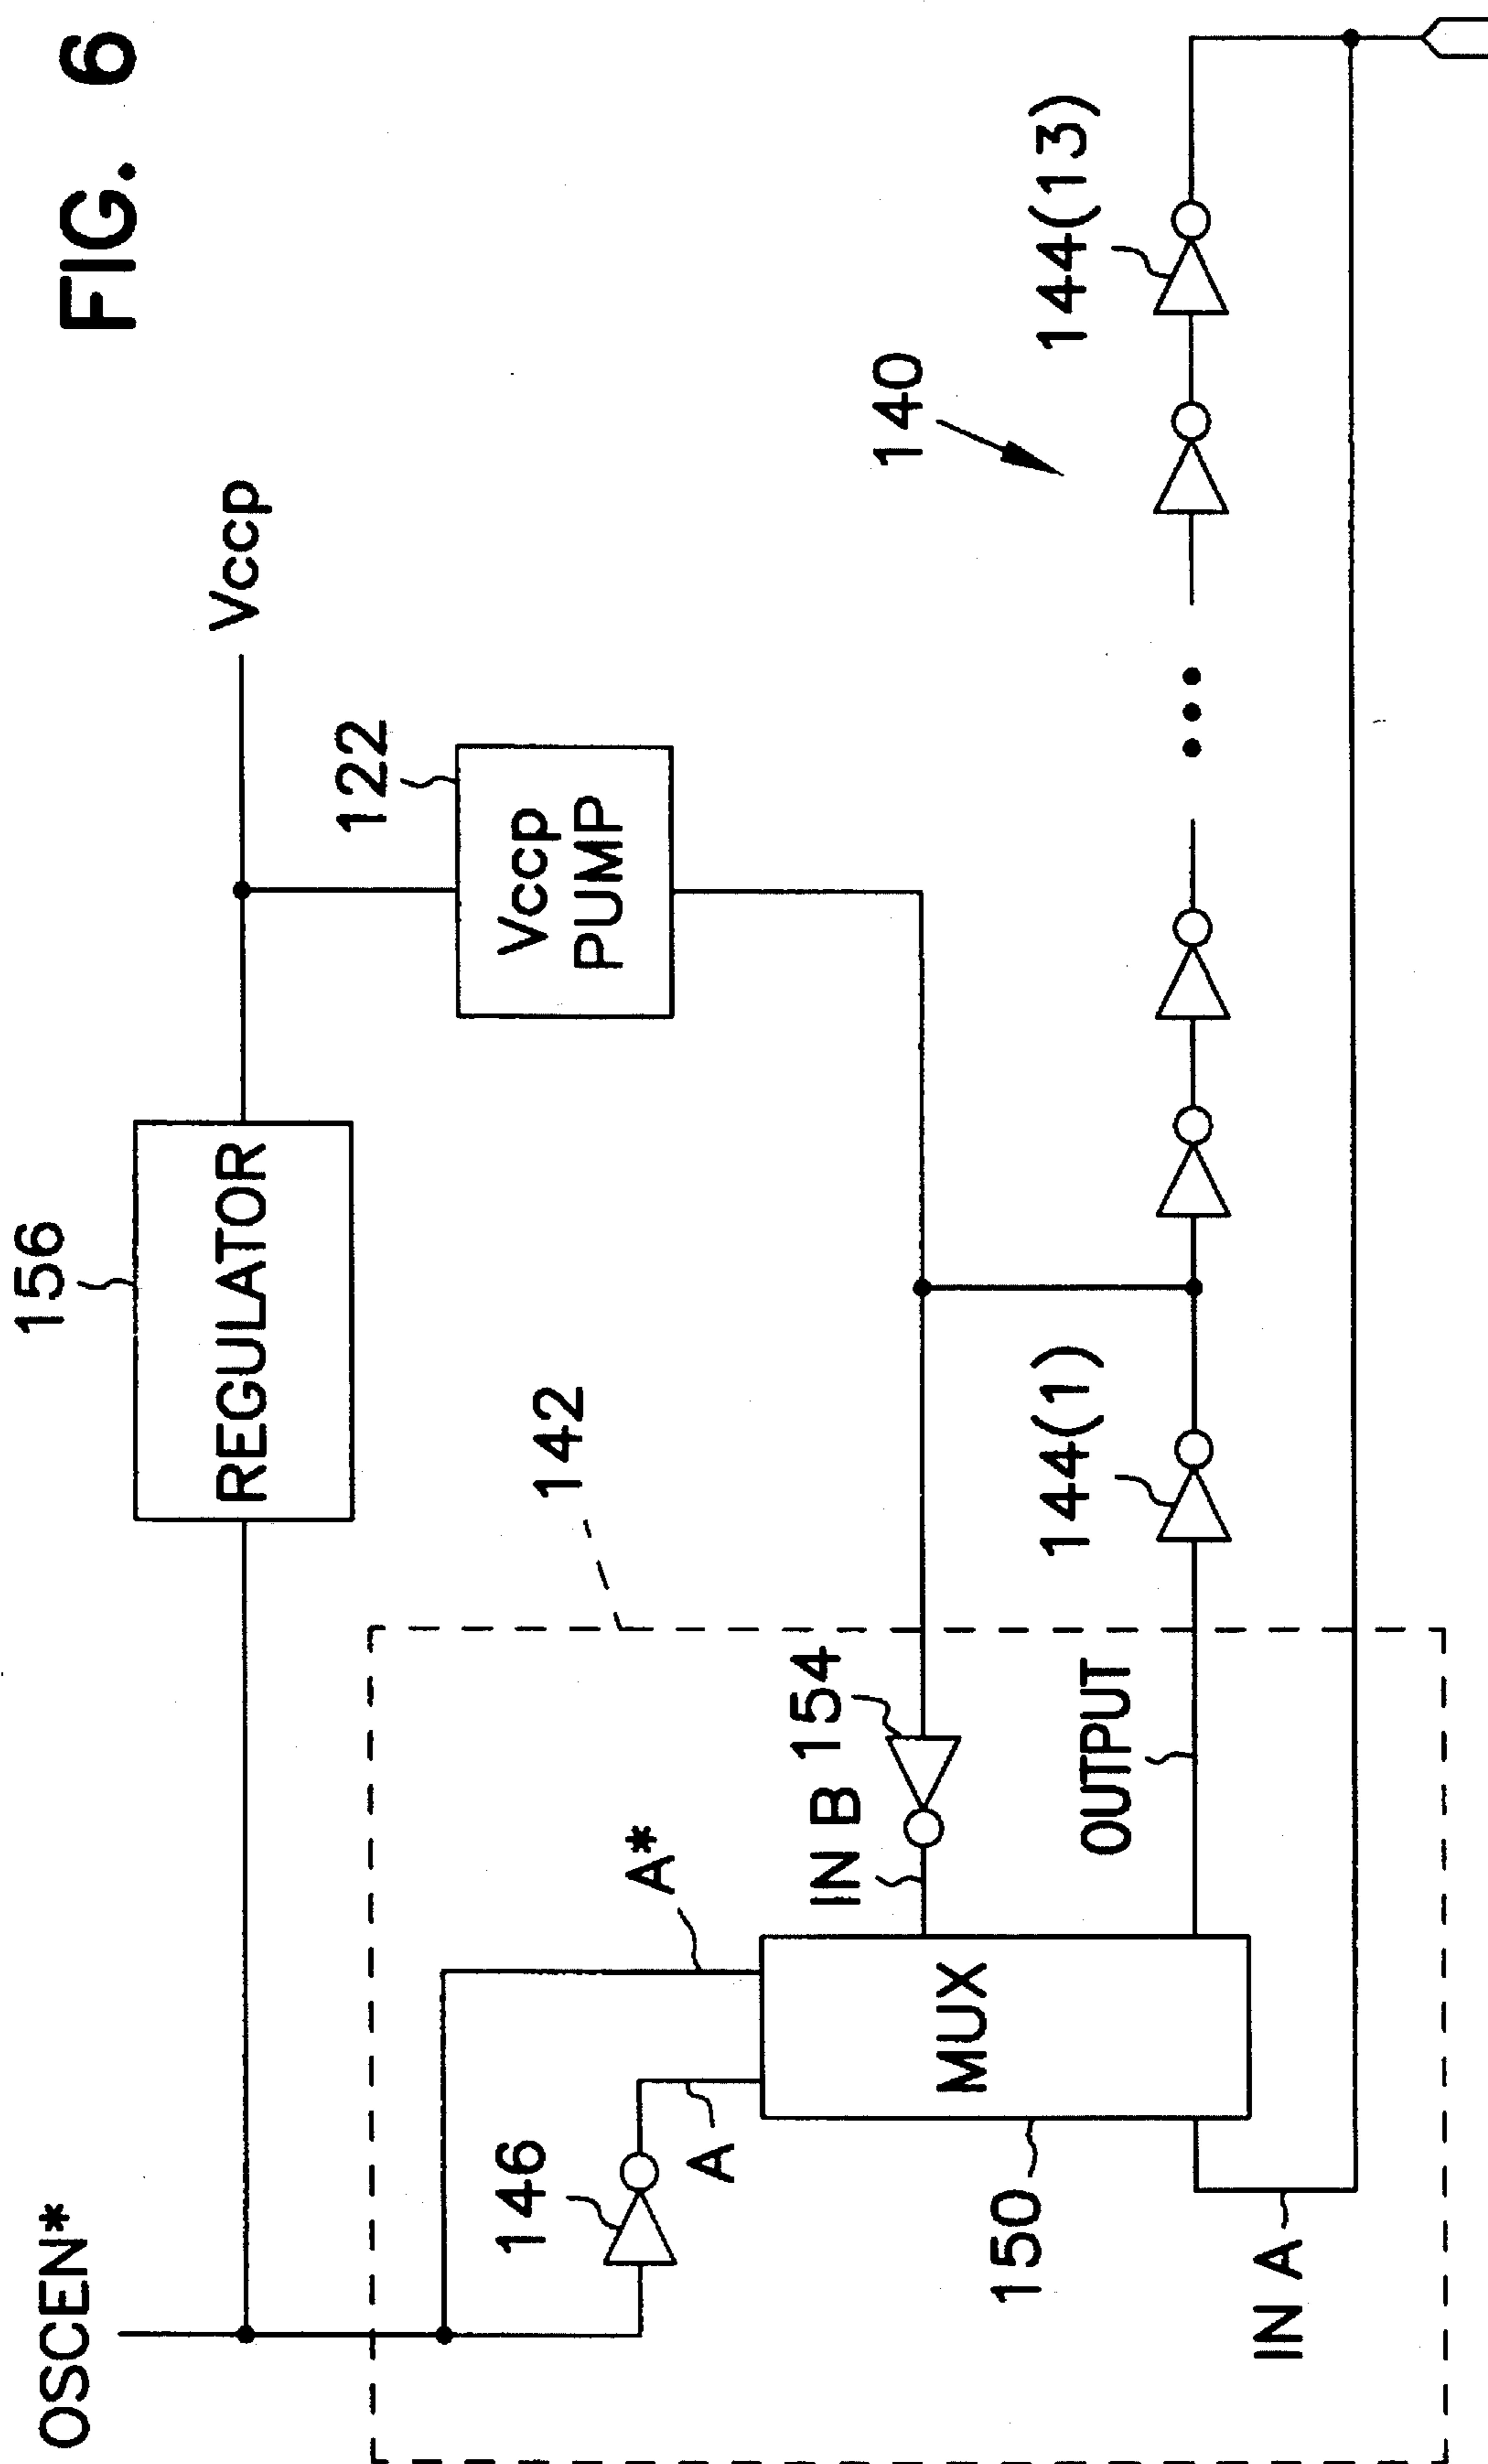 FIG. 6
OSCEN*
156
REGULATOR
Vccp
122
Vccp
PUMP
142
146
A
A*
150
MUX
IN B
154
IN A
OUTPUT
144(1)
140
144(13)